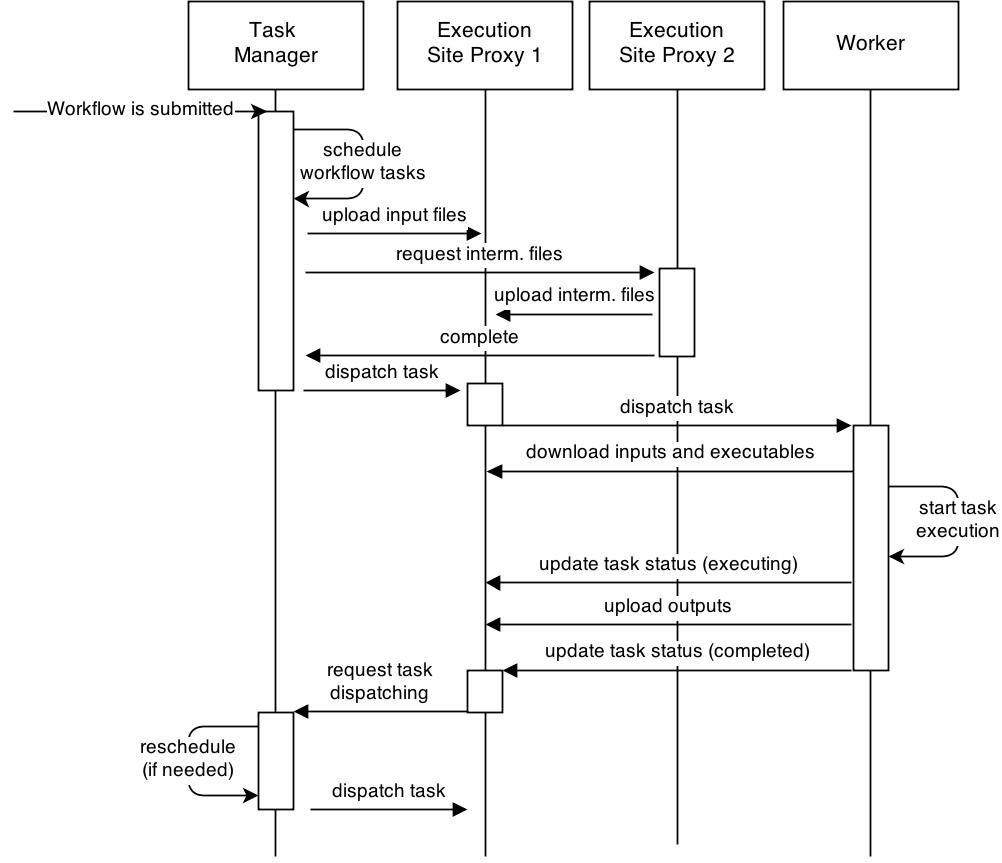 Task
Manager
Execution
Site Proxy 1
Execution
Site Proxy 2
Worker
Workflow is submitted
schedule
workflow tasks
upload input files
request interm. files
upload interm. files
complete
dispatch task
dispatch task
download inputs and executables
start task
execution
update task status (executing)
upload outputs
update task status (completed)
request task
dispatching
reschedule
(if needed)
dispatch task